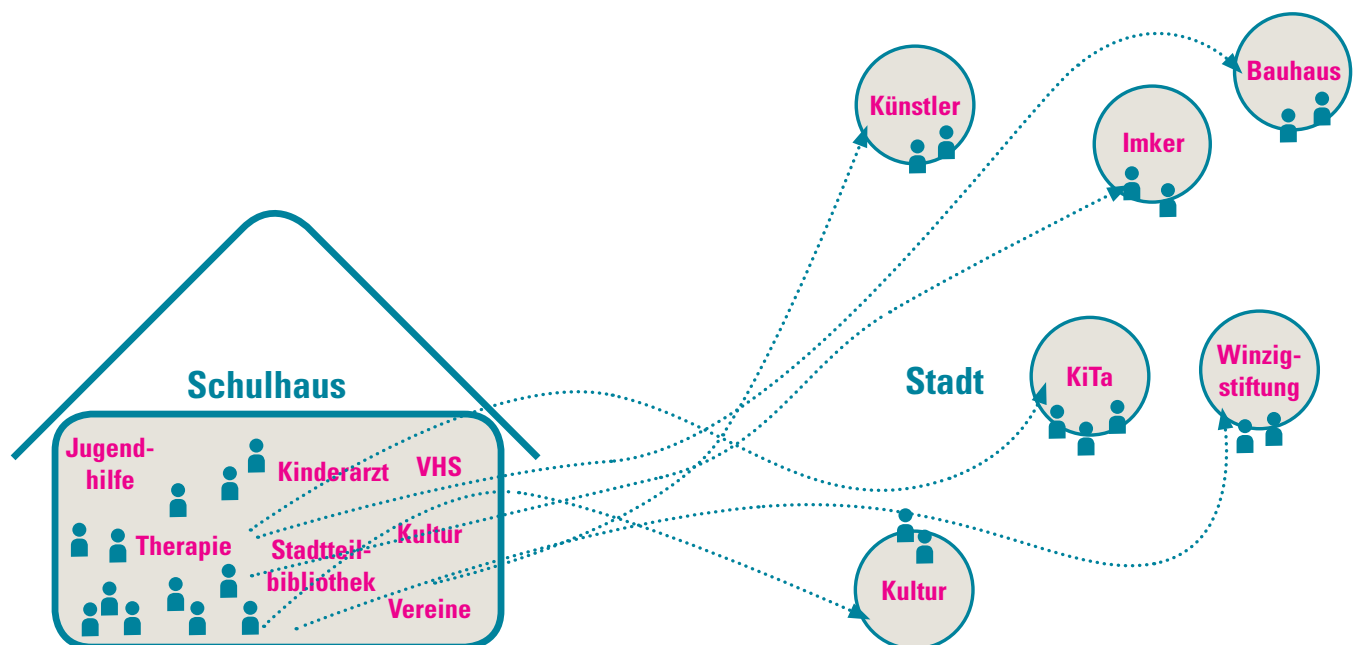 Schulhaus
Jugend-
hilfe
Kinderarzt
VHS
Therapie
Stadtteil-
bibliothek
Kultur
Vereine
Stadt
Künstler
Imker
Bauhaus
KiTa
Winzig-
stiftung
Kultur